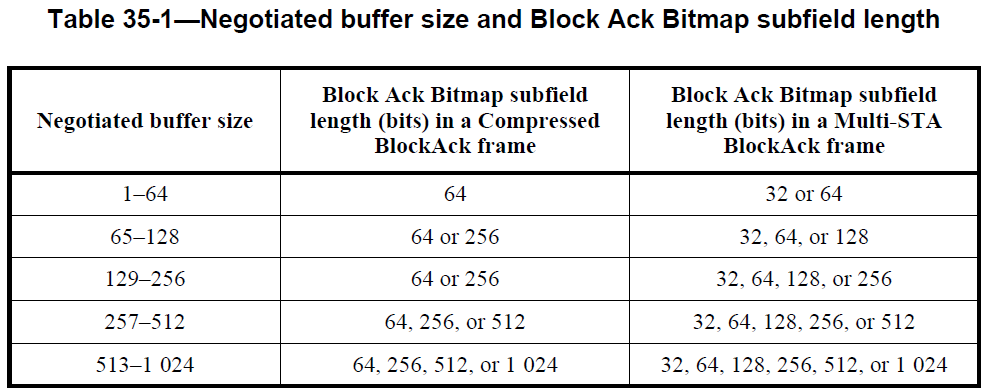 Table 35-1—Negotiated buffer size and Block Ack Bitmap subfield length
Negotiated buffer size
Block Ack Bitmap subfield
length (bits) in a Compressed
BlockAck frame
Block Ack Bitmap subfield
length (bits) in a Multi-STA
BlockAck frame
1–64
64
32 or 64
65–128
64 or 256
32, 64, or 128
129–256
64 or 256
32, 64, 128, or 256
257–512
64, 256, or 512
32, 64, 128, 256, or 512
513–1 024
64, 256, 512, or 1 024
32, 64, 128, 256, 512, or 1 024